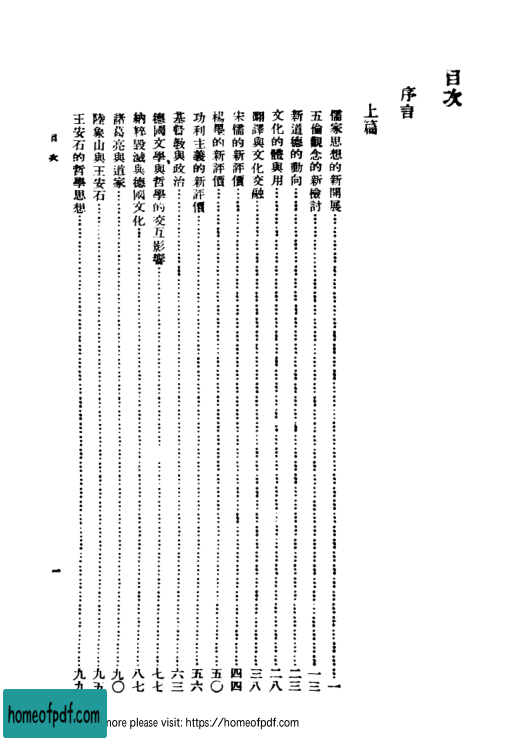 目次
序言
上篇
儒家思想的新開展一
五倫觀念的新檢討一三
新道德的動向二三
文化的體與用二八
翻譯與文化交融三八
宋儒的新評價四四
楊墨的新評價五〇
功利主義的新評價五六
基督敎與政治六三
德國文學與哲學的交互影響七七
納粹毀滅與德國文化八七
諸葛亮與道家九〇
陸象山與王安石九五
王安石的哲學思想九九
目次
一
homeofpdf.com
more please visit: https://homeofpdf.com